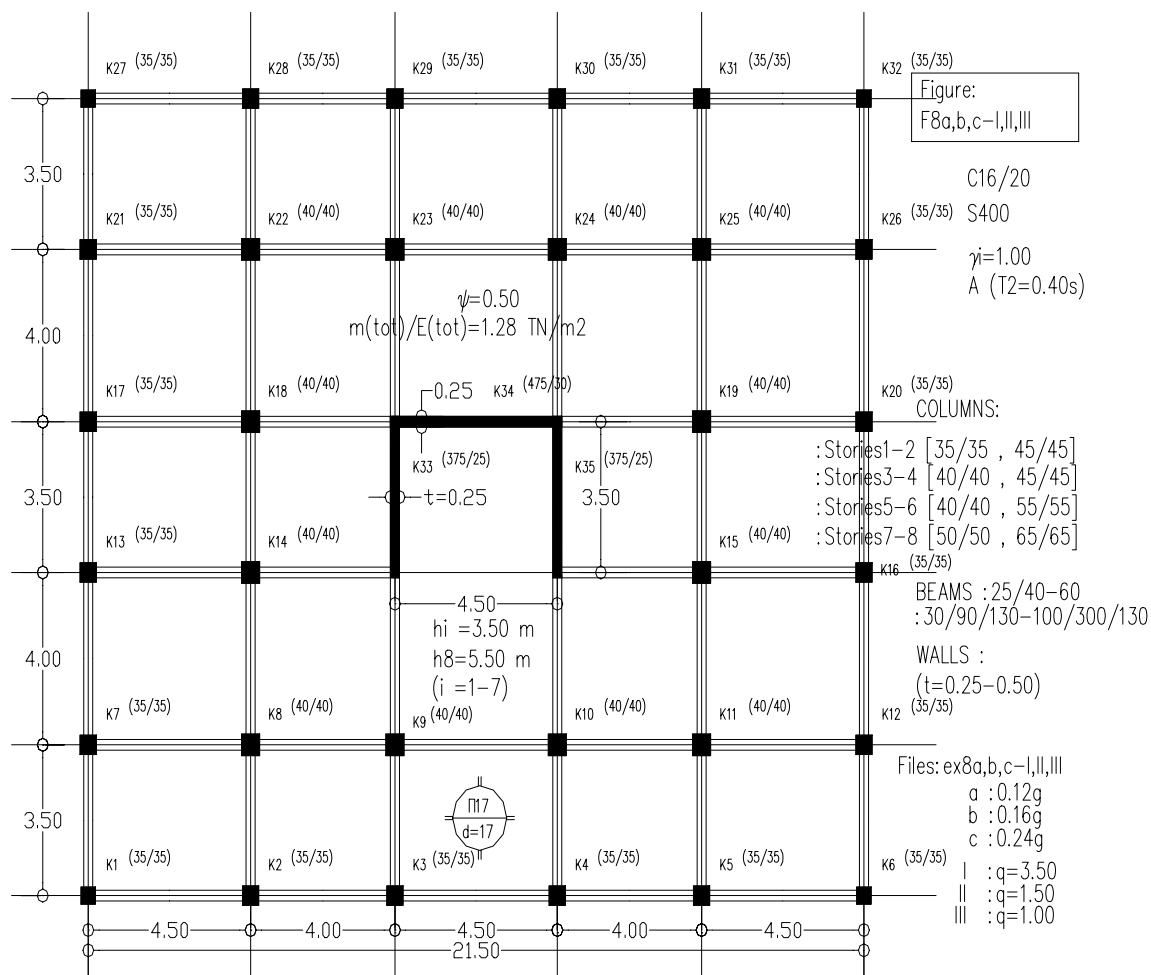 K27 (35/35)
K28 (35/35)
K29 (35/35)
K30 (35/35)
K31 (35/35)
K32 (35/35)
Figure:
F8a,b,c-I,II,III
3.50
C16/20
S400
γi=1.00
A (T2=0.40s)
K21 (35/35)
K22 (40/40)
K23 (40/40)
K24 (40/40)
K25 (40/40)
K26 (35/35)
ψ=0.50
m(tot)/E(tot)=1.28 TN/m2
4.00
K17 (35/35)
K18 (40/40)
0.25
K34 (475/30)
K19 (40/40)
K20 (35/35)
COLUMNS:
:Stories1-2 [35/35 , 45/45]
:Stories3-4 [40/40 , 45/45]
:Stories5-6 [40/40 , 55/55]
:Stories7-8 [50/50 , 65/65]
K33 (375/25)
K35 (375/25)
3.50
t=0.25
3.50
K13 (35/35)
K14 (40/40)
K15 (40/40)
K16 (35/35)
BEAMS :25/40-60
:30/90/130-100/300/130
WALLS :
(t=0.25-0.50)
4.50
hi =3.50 m
h8=5.50 m
(i =1-7)
4.00
K7 (35/35)
K8 (40/40)
K9 (40/40)
K10 (40/40)
K11 (40/40)
K12 (35/35)
Files: ex8a,b,c-I,II,III
a :0.12g
b :0.16g
c :0.24g
I :q=3.50
II :q=1.50
III :q=1.00
Π17
d=17
3.50
K1 (35/35)
K2 (35/35)
K3 (35/35)
K4 (35/35)
K5 (35/35)
K6 (35/35)
4.50
4.00
4.50
4.00
4.50
21.50